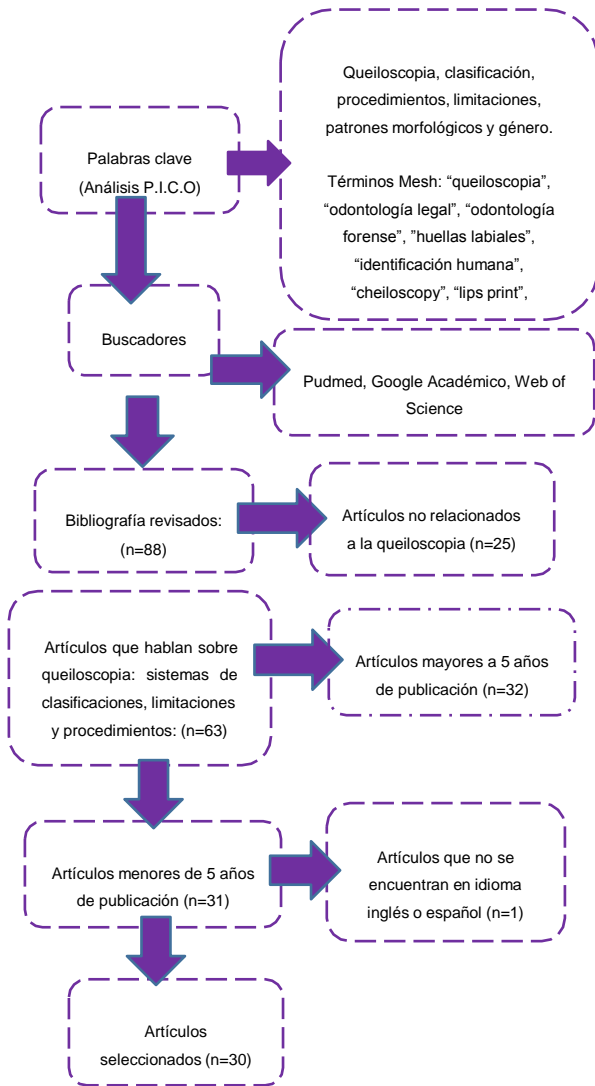 Palabras clave
(Análisis P.I.C.O)
Queiloscopia, clasificación,
procedimientos, limitaciones,
patrones morfológicos y género.
Términos Mesh: “queiloscopia”,
“odontología legal”, “odontología
forense”, ”huellas labiales”,
“identificación humana”,
“cheiloscopy”, “lips print”,
Buscadores
Pudmed, Google Académico, Web of
Science
Bibliografía revisados:
(n=88)
Artículos no relacionados
a la queiloscopia (n=25)
Artículos que hablan sobre
queiloscopia: sistemas de
clasificaciones, limitaciones
y procedimientos: (n=63)
Artículos mayores a 5 años
de publicación (n=32)
Artículos menores de 5 años
de publicación (n=31)
Artículos que no se
encuentran en idioma
inglés o español (n=1)
Artículos
seleccionados (n=30)